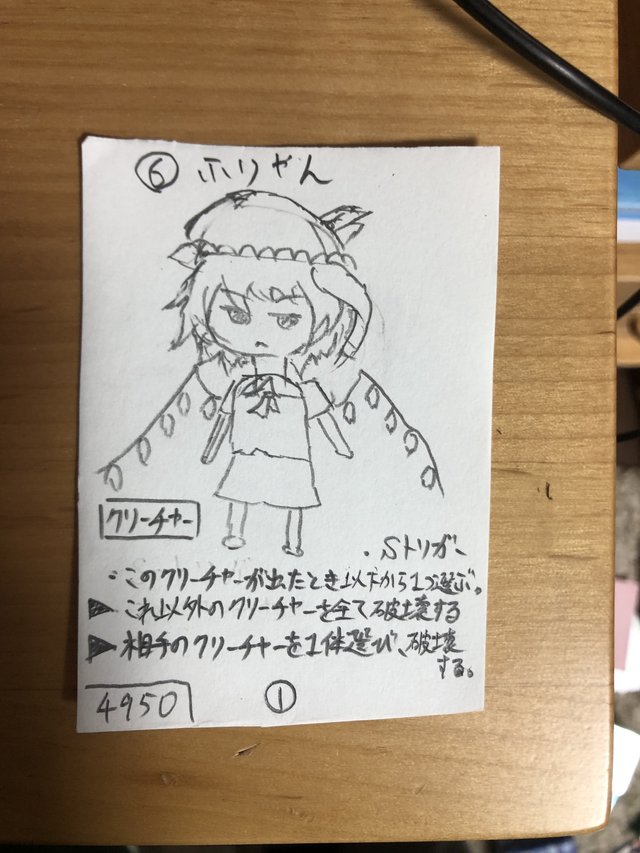 ⑥ ふりゃん
クリーチャー
・Sトリガー
・このクリーチャーが出たとき以下から1つ選ぶ。
▶これ以外のクリーチャーを全て破壊する
▶相手のクリーチャーを1体選び、破壊
する。
4950
①